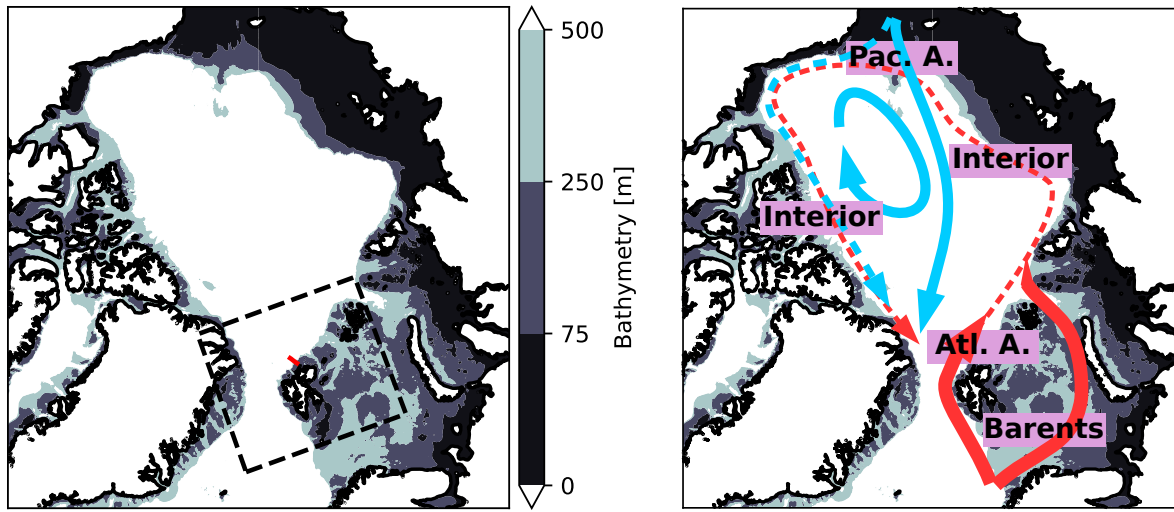 500
250
75
0
Bathymetry [m]
Pac. A.
Interior
Interior
Atl. A.
Barents